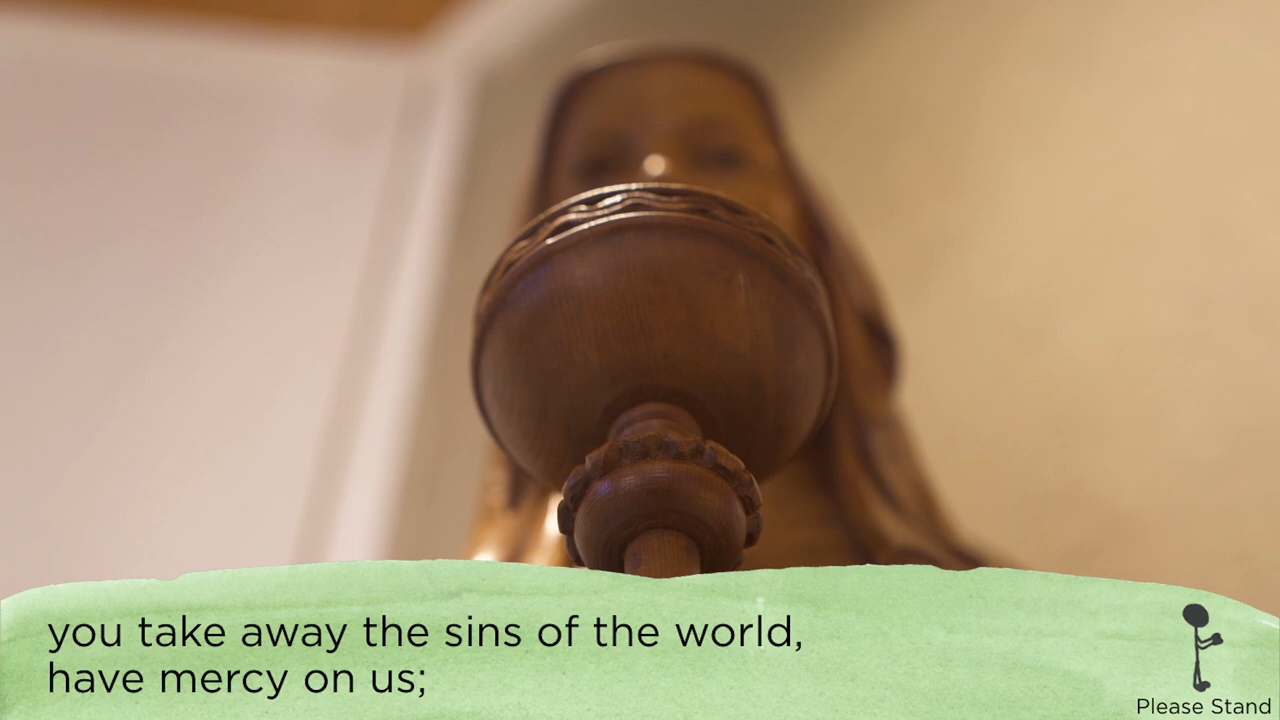 you take away the sins of the world,
have mercy on us;
Please Stand